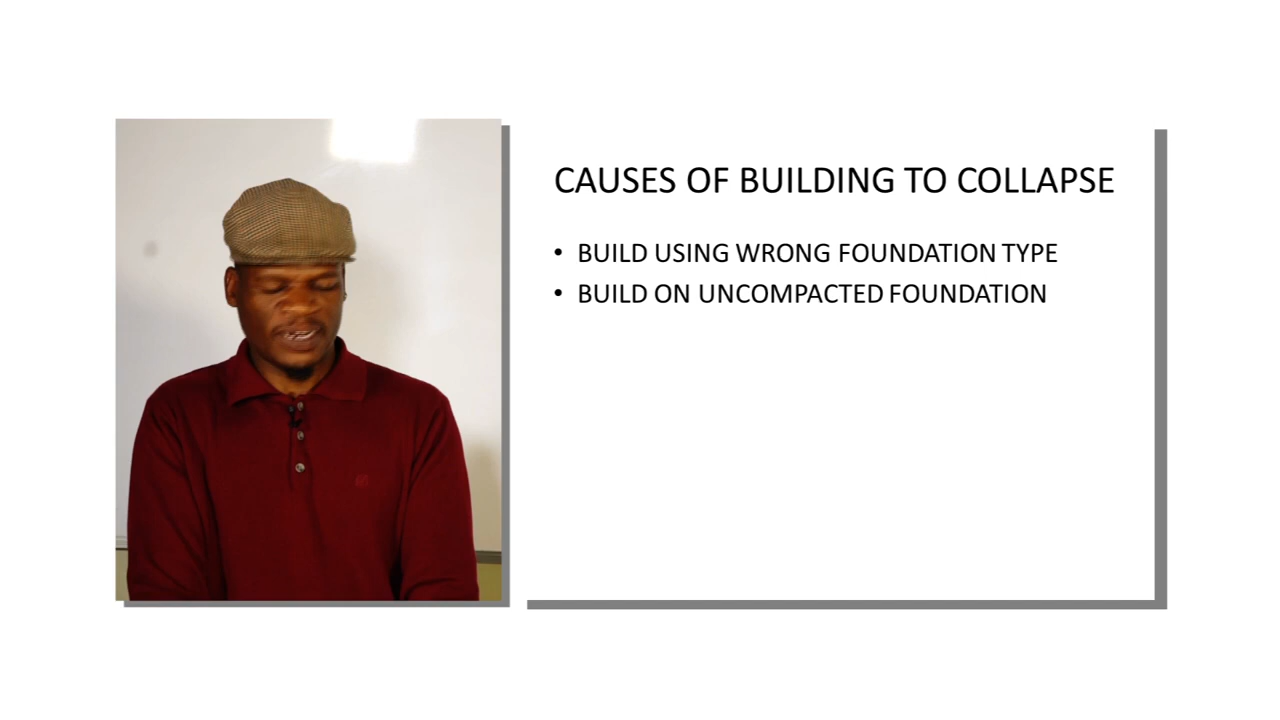 CAUSES OF BUILDING TO COLLAPSE
• BUILD USING WRONG FOUNDATION TYPE
• BUILD ON UNCOMPACTED FOUNDATION